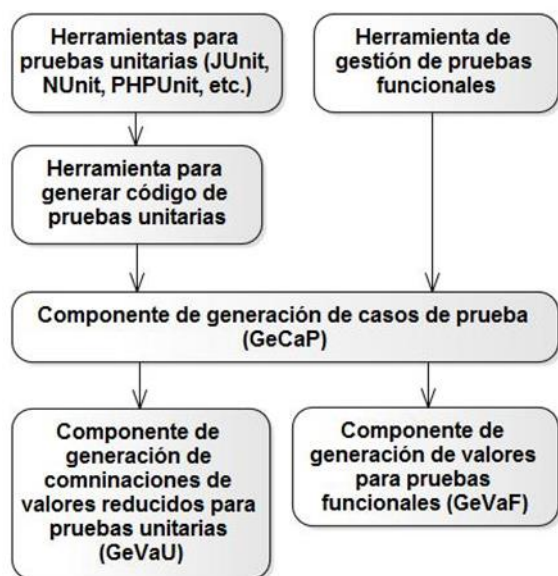 Herramientas para
pruebas unitarias (JUnit,
NUnit, PHPUnit, etc.)
Herramienta de
gestión de pruebas
funcionales
Herramienta para
generar código de
pruebas unitarias
Componente de generación de casos de prueba
(GeCaP)
Componente de
generación de
comninaciones de
valores reducidos para
pruebas unitarias
(GeVaU)
Componente de
generación de valores
para pruebas
funcionales (GeVaF)